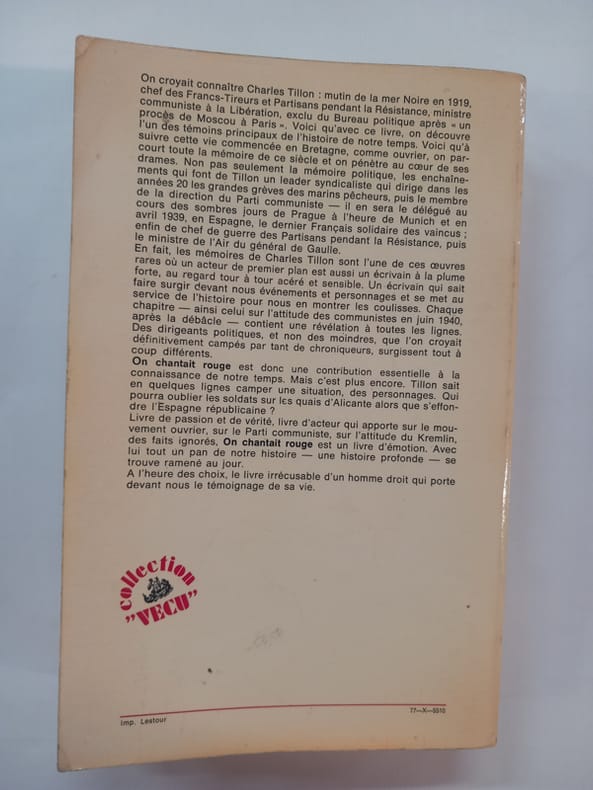 On croyait connaître Charles Tillon : mutin de la mer Noire en 1919,
chef des Francs-Tireurs et Partisans pendant la Résistance, ministre
communiste à la Libération, exclu du Bureau politique après « un
procès de Moscou à Paris ». Voici qu'avec ce livre, on découvre
l'un des témoins principaux de l'histoire de notre temps. Voici qu'à
suivre cette vie commencée en Bretagne, comme ouvrier, on par-
court toute la mémoire de ce siècle et on pénètre au cœur de ses
drames. Non pas seulement la mémoire politique, les enchaîne-
ments qui font de Tillon un leader syndicaliste qui dirige dans les
années 20 les grandes grèves des marins pêcheurs, puis le membre
de la direction du Parti communiste — il en sera le délégué au
cours des sombres jours de Prague à l'heure de Munich et en
avril 1939, en Espagne, le dernier Français solidaire des vaincus ;
enfin de chef de guerre des Partisans pendant la Résistance, puis
le ministre de l'Air du général de Gaulle.
En fait, les mémoires de Charles Tillon sont l'une de ces œuvres
rares où un acteur de premier plan est aussi un écrivain à la plume
forte, au regard tour à tour acéré et sensible. Un écrivain qui sait
faire surgir devant nous événements et personnages et se met au
service de l'histoire pour nous en montrer les coulisses. Chaque
chapitre — ainsi celui sur l'attitude des communistes en juin 1940,
après la débâcle — contient une révélation à toutes les lignes.
Des dirigeants politiques, et non des moindres, que l'on croyait
définitivement campés par tant de chroniqueurs, surgissent tout à
coup différents.
On chantait rouge est donc une contribution essentielle à la
connaissance de notre temps. Mais c'est plus encore. Tillon sait
en quelques lignes camper une situation, des personnages. Qui
pourra oublier les soldats sur les quais d'Alicante alors que s'effon-
dre l'Espagne républicaine ?
Livre de passion et de vérité, livre d'acteur qui apporte sur le mou-
vement ouvrier, sur le Parti communiste, sur l'attitude du Kremlin,
des faits ignorés, On chantait rouge est un livre d'émotion. Avec
lui tout un pan de notre histoire — une histoire profonde — se
trouve ramené au jour.
A l'heure des choix, le livre irrécusable d'un homme droit qui porte
devant nous le témoignage de sa vie.
collection
"VECU"
Imp. Lestour
77—X—5510